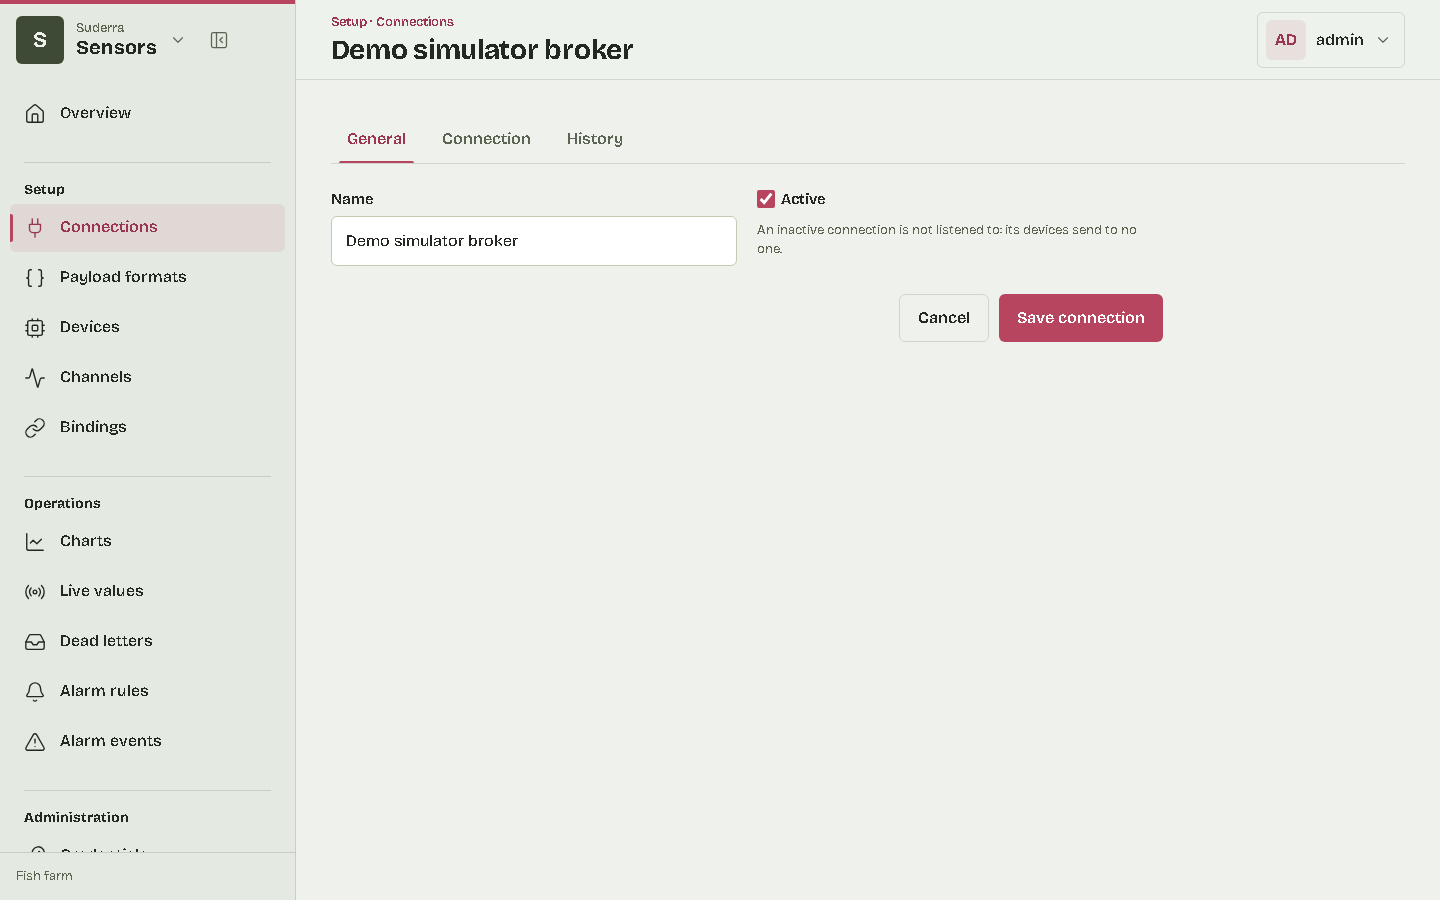 Suderra
Sensors
Overview
Setup
Connections
Payload formats
Devices
Channels
Bindings
Operations
Charts
Live values
Dead letters
Alarm rules
Alarm events
Administration
Fish farm
Setup · Connections
Demo simulator broker
AD admin
General Connection History
Name
Demo simulator broker
Active
An inactive connection is not listened to: its devices send to no
one.
Cancel Save connection
S